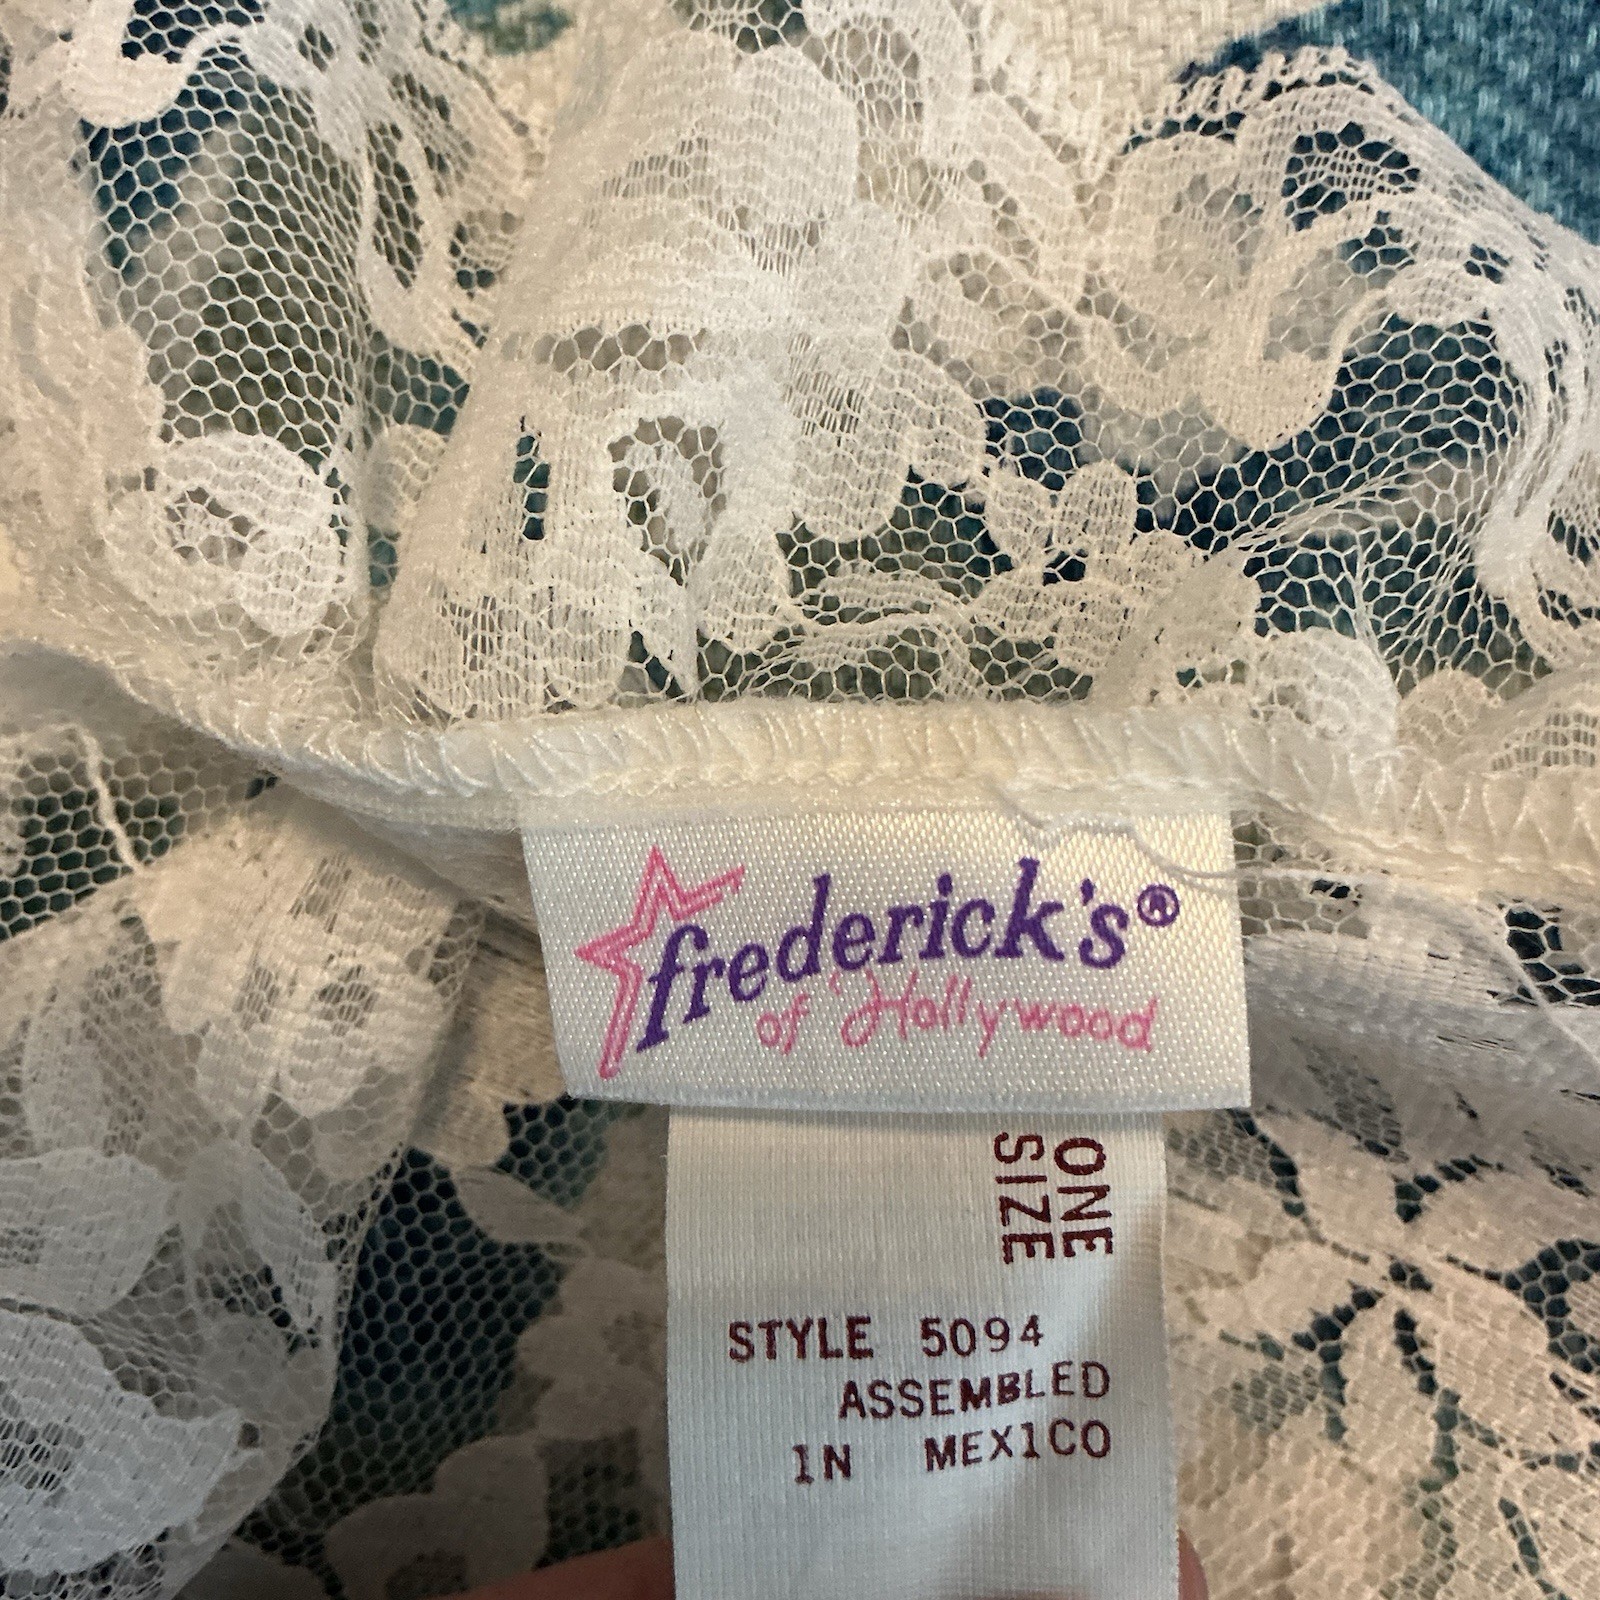 frederick's®
of Hollywood
ONE
SIZE
STYLE 5094
ASSEMBLED
IN MEXICO